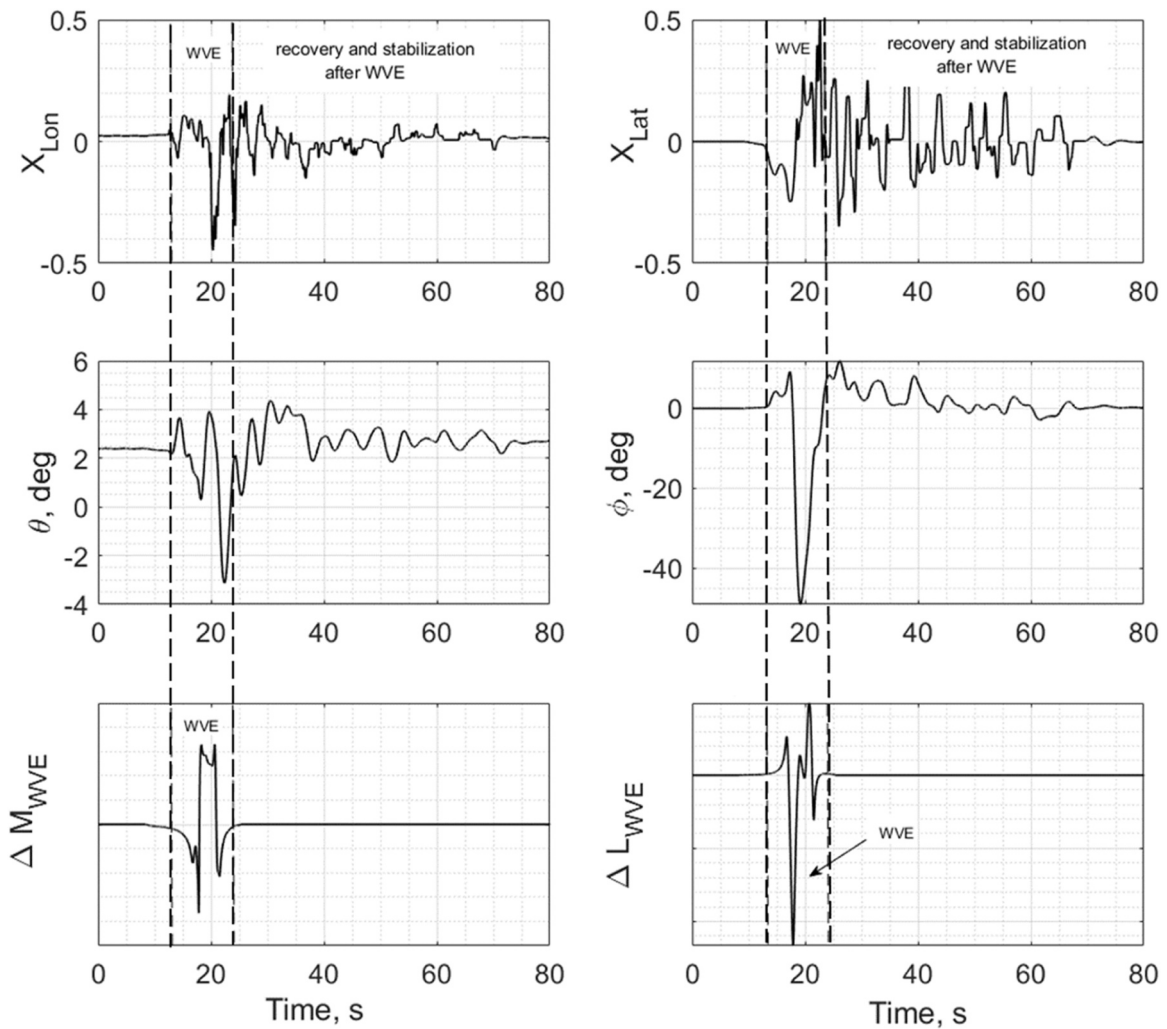 0.5
0
-0.5
X_Lon
WVE
recovery and stabilization
after WVE
0 20 40 60 80
0.5
0
-0.5
X_Lat
WVE
recovery and stabilization
after WVE
0 20 40 60 80
6
4
2
0
-2
-4
θ, deg
0 20 40 60 80
0
-20
-40
ϕ, deg
0 20 40 60 80
Δ M_WVE
WVE
0 20 40 60 80
Time, s
Δ L_WVE
WVE
0 20 40 60 80
Time, s